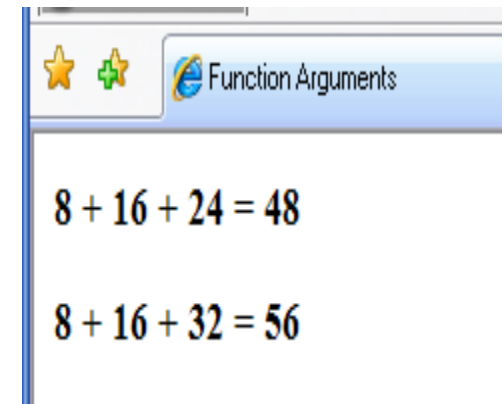 Function Arguments
8 + 16 + 24 = 48
8 + 16 + 32 = 56